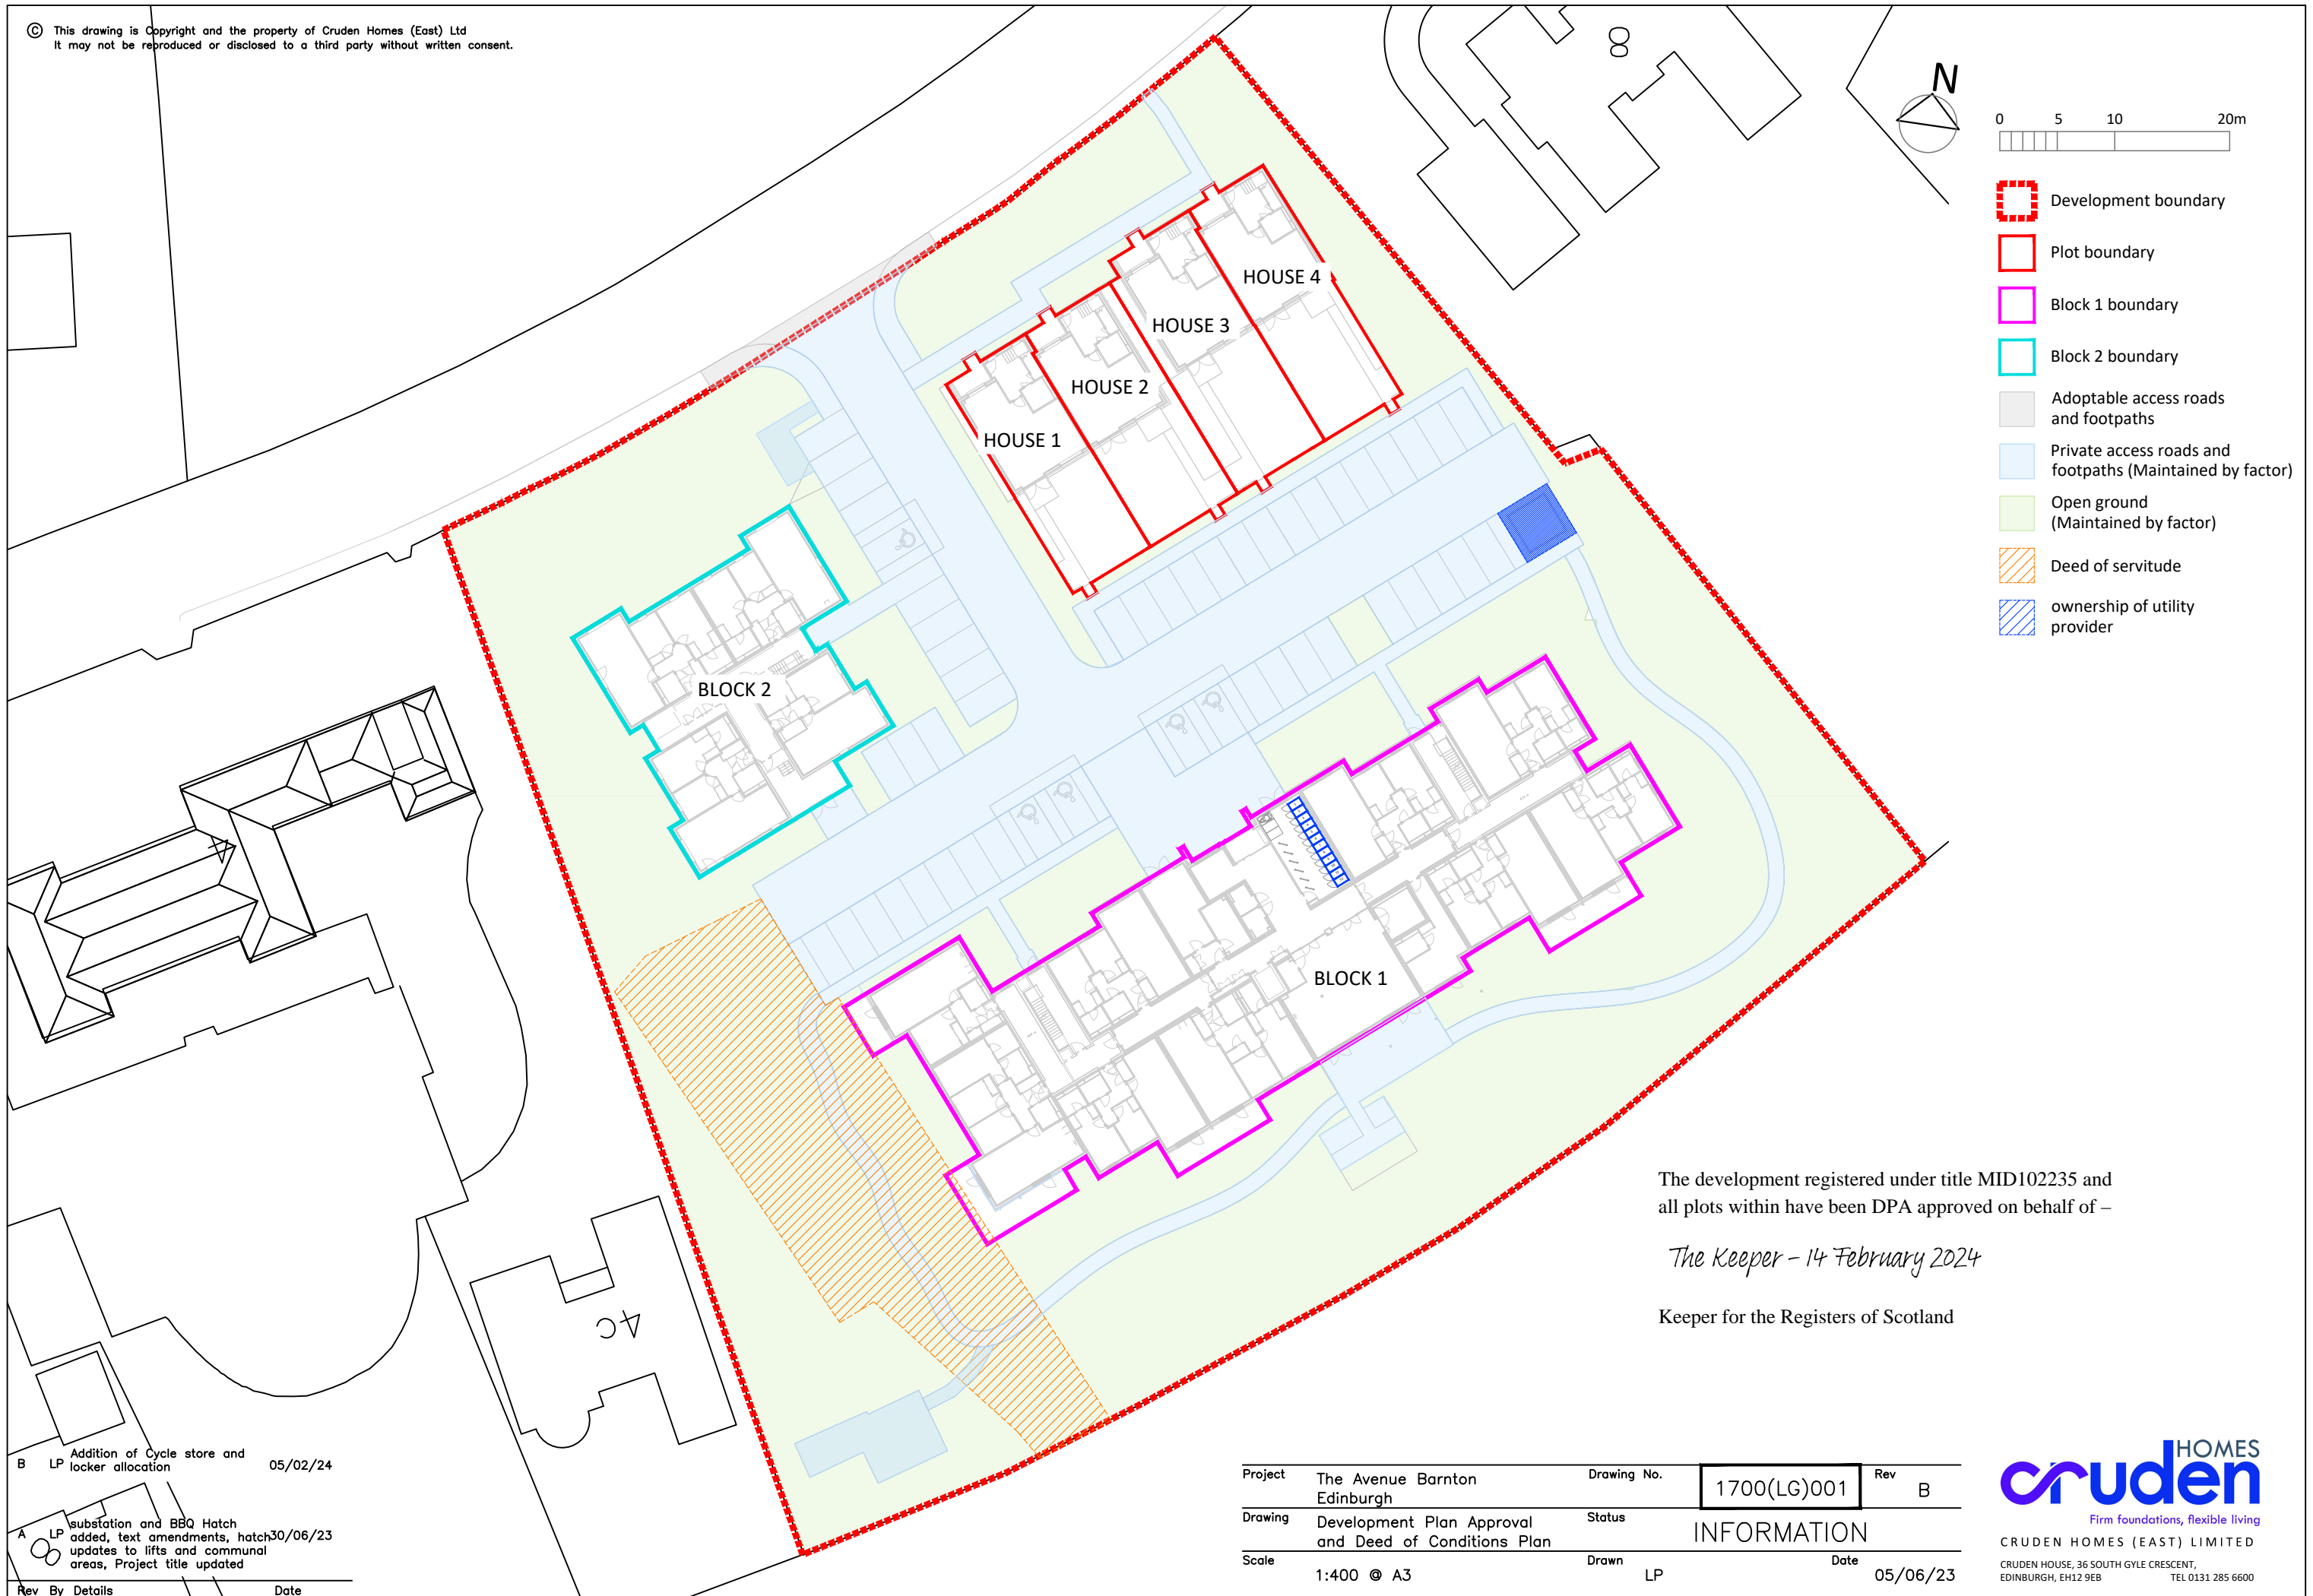 © This drawing is Copyright and the property of Cruden Homes (East) Ltd
It may not be reproduced or disclosed to a third party without written consent.
8
N
0 5 10 20m
Development boundary
Plot boundary
Block 1 boundary
Block 2 boundary
Adoptable access roads
and footpaths
Private access roads and
footpaths (Maintained by factor)
Open ground
(Maintained by factor)
Deed of servitude
ownership of utility
provider
HOUSE 4
HOUSE 3
HOUSE 2
HOUSE 1
BLOCK 2
BLOCK 1
4
4C
8
The development registered under title MID102235 and
all plots within have been DPA approved on behalf of –
The Keeper – 14 February 2024
Keeper for the Registers of Scotland
B LP Addition of Cycle store and
locker allocation 05/02/24
A LP substation and BBQ Hatch
added, text amendments, hatch 30/06/23
updates to lifts and communal
areas, Project title updated
Rev By Details Date
Project The Avenue Barnton
Edinburgh
Drawing No. 1700(LG)001 Rev B
Drawing Development Plan Approval
and Deed of Conditions Plan
Status INFORMATION
Scale 1:400 @ A3
Drawn LP
Date 05/06/23
HOMES
cruden
Firm foundations, flexible living
CRUDEN HOMES (EAST) LIMITED
CRUDEN HOUSE, 36 SOUTH GYLE CRESCENT,
EDINBURGH, EH12 9EB TEL 0131 285 6600